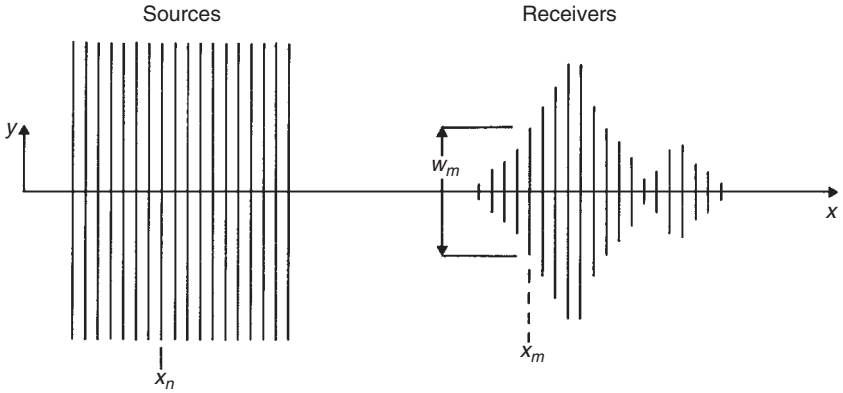 Sources
Receivers
y
w_m
x
x_m
x_n